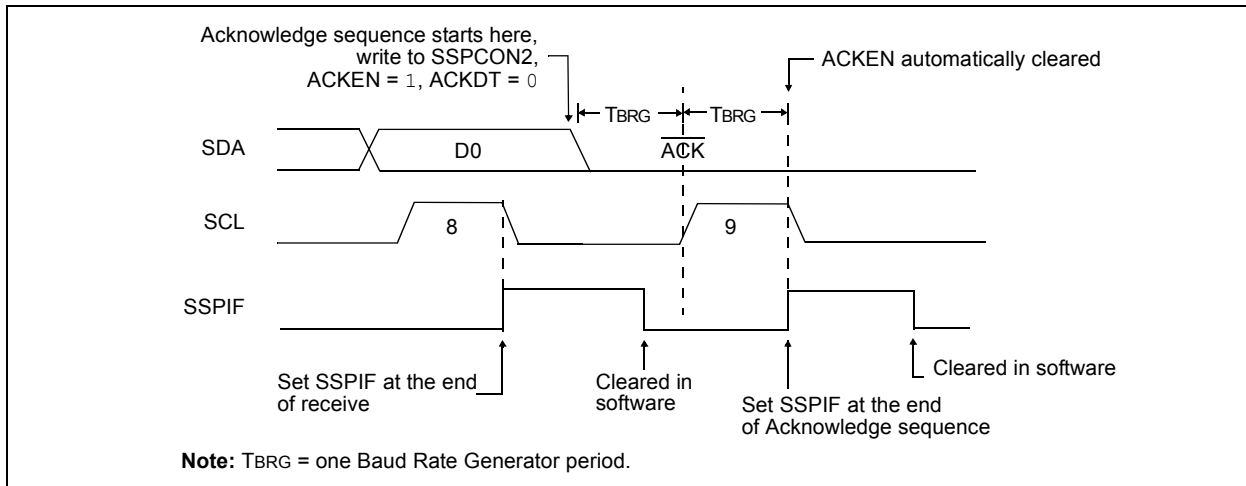 Acknowledge sequence starts here,
write to SSPCON2,
ACKEN = 1, ACKDT = 0
ACKEN automatically cleared
TBRG
TBRG
SDA
D0
ACK
SCL
8
9
SSPIF
Set SSPIF at the end
of receive
Cleared in
software
Set SSPIF at the end
of Acknowledge sequence
Cleared in software
Note: TBRG = one Baud Rate Generator period.